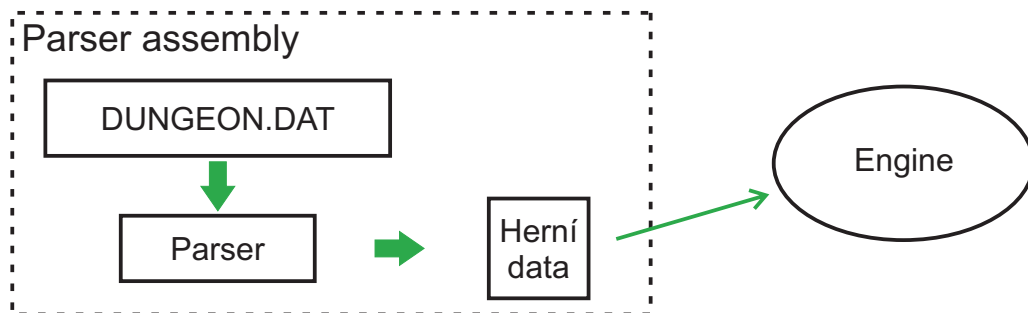 Parser assembly
DUNGEON.DAT
Engine
Parser
Herní
data